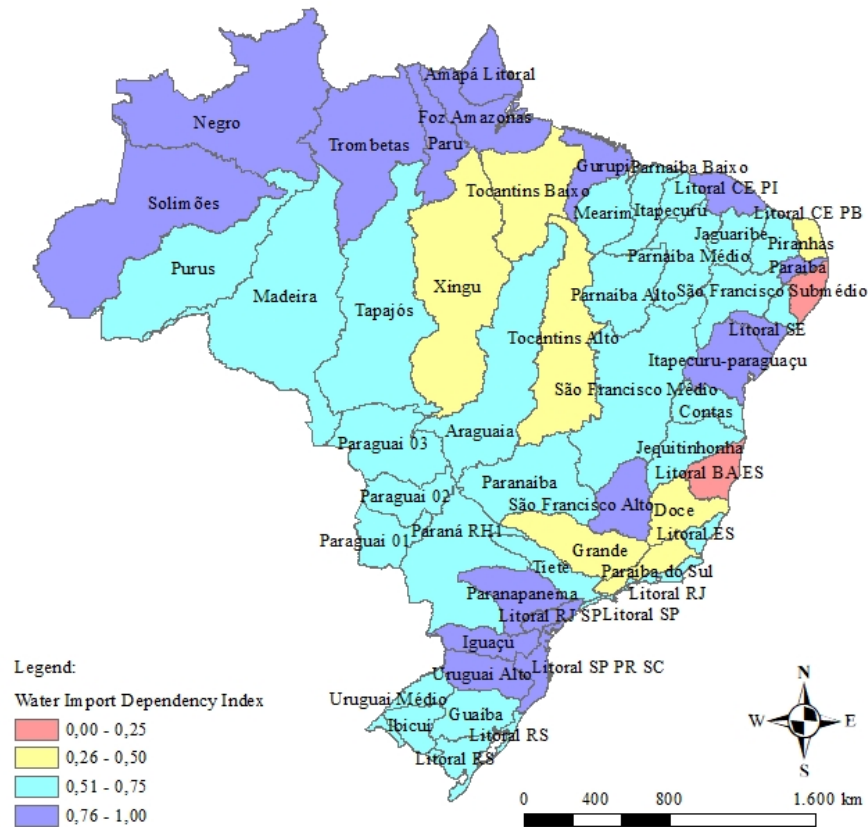 Amapá Litoral
Negro
Foz Amazonas
Trombetas
Paru
Gurupi
Parnaiba Baixo
Tocantins Baixo
Litoral CE PI
Solimões
Mearim
Itapecuru
Litoral CE PB
Jaguaribe
Piranhas
Purus
Parnaiba Médio
Paraiba
Madeira
Tapajós
Xingu
Parnaiba Alto
São Francisco Submédio
Tocantins Alto
Litoral SE
Itapecuru-paraguaçu
São Francisco Médio
Contas
Araguaia
Paraguai 03
Jequitinhonha
Litoral BA ES
Paranaiba
Paraguai 02
São Francisco Alto
Doce
Paraguai 01
Paraná RH1
Litoral ES
Grande
Tiete
Paraiba do Sul
Paranapanema
Litoral RJ
Litoral RJ SP
Litoral SP
Iguaçu
Litoral SP PR SC
Uruguai Alto
Uruguai Médio
Guaiba
Ibicui
Litoral RS
Litoral RS
Legend:
Water Import Dependency Index
0,00 - 0,25
0,26 - 0,50
0,51 - 0,75
0,76 - 1,00
N
W E
S
0 400 800 1.600 km